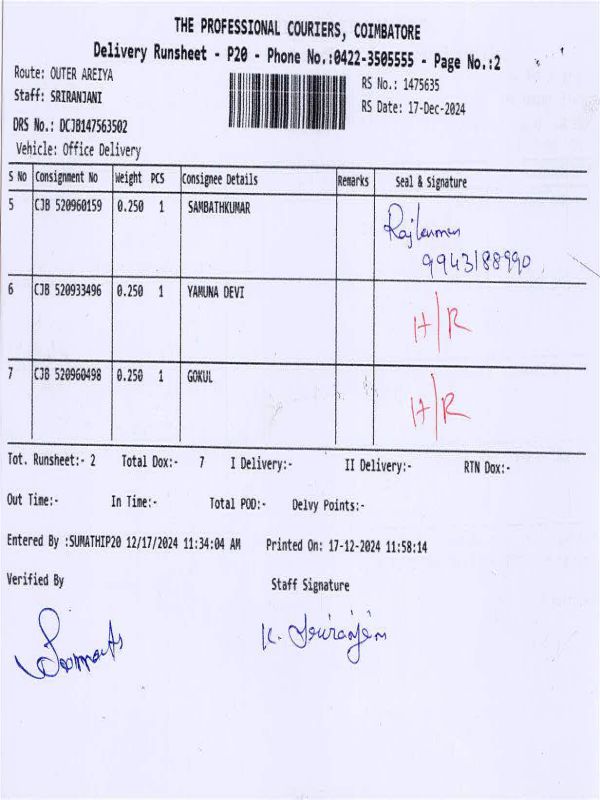 THE PROFESSIONAL COURIERS, COIMBATORE
Delivery Runsheet - P20 - Phone No.:0422-3505555 - Page No.:2
Route: OUTER AREIYA
RS No.: 1475635
Staff: SRIRANJANI
RS Date: 17-Dec-2024
DRS No.: DCJB147563502
Vehicle: Office Delivery
S No Consignment No Weight PCS Consignee Details Remarks Seal & Signature
5 CJB 520960159 0.250 1 SAMBATHKUMAR
9943188990
6 CJB 520933496 0.250 1 YAMUNA DEVI H/R
7 CJB 520960498 0.250 1 GOKUL H/R
Tot. Runsheet:- 2 Total Dox:- 7 I Delivery:- II Delivery:- RTN Dox:-
Out Time:- In Time:- Total POD:- Delvy Points:-
Entered By :SUMATHIP20 12/17/2024 11:34:04 AM Printed On: 17-12-2024 11:58:14
Verified By Staff Signature